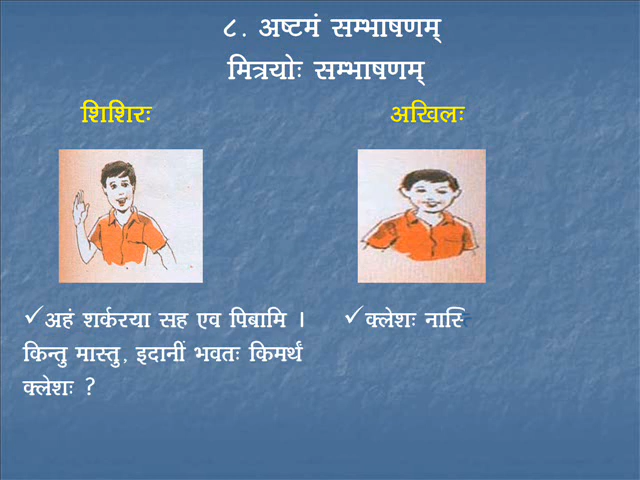 ८. अष्टमं सम्भाषणम्
मित्रयोः सम्भाषणम्
शिशिरः
अखिलः
✓अहं शर्करया सह एव पिबामि ।
किन्तु मास्तु, इदानीं भवतः किमर्थं
क्लेशः ?
✓क्लेशः नास्ति